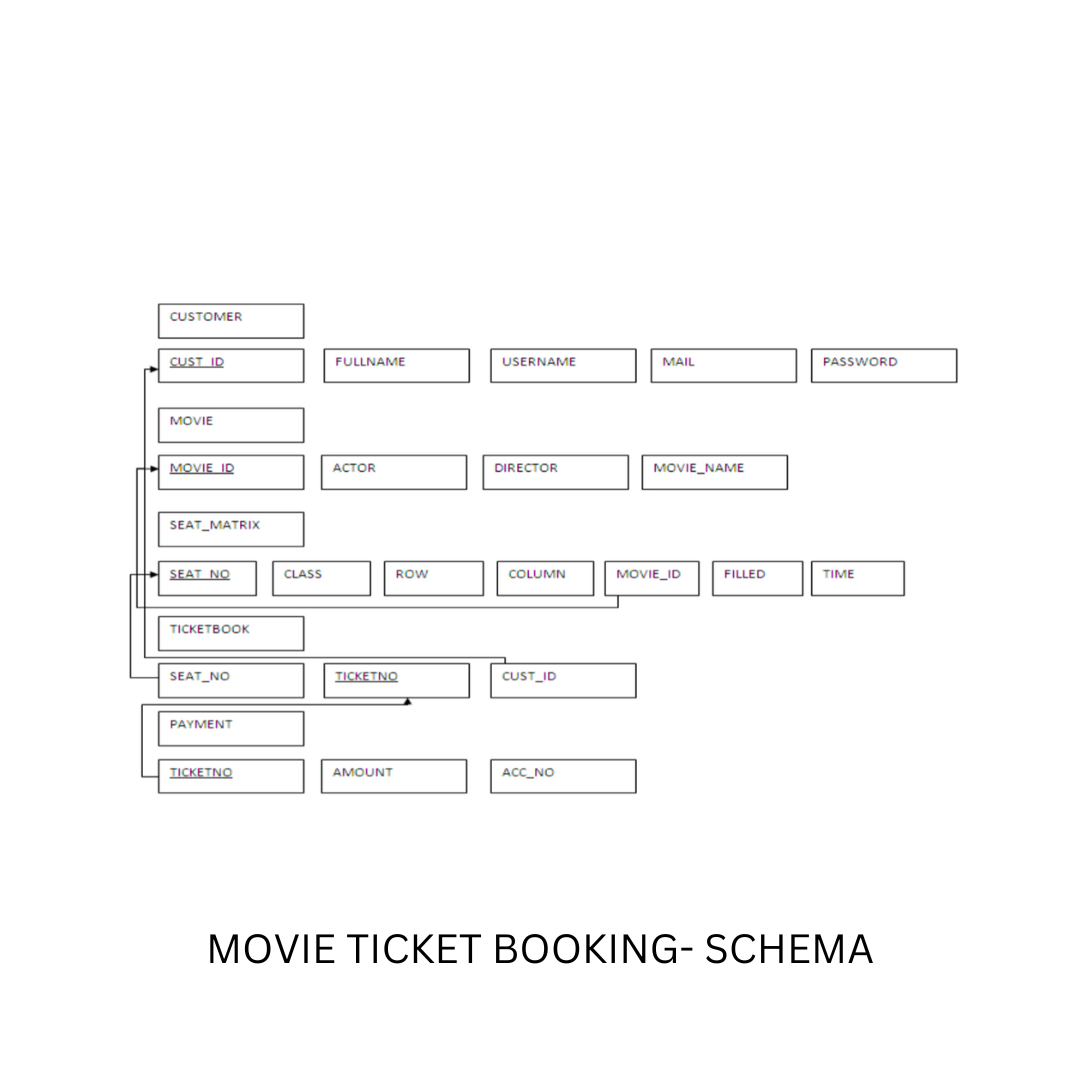 CUSTOMER
CUST_ID FULLNAME USERNAME MAIL PASSWORD
MOVIE
MOVIE_ID ACTOR DIRECTOR MOVIE_NAME
SEAT_MATRIX
SEAT_NO CLASS ROW COLUMN MOVIE_ID FILLED TIME
TICKETBOOK
SEAT_NO TICKETNO CUST_ID
PAYMENT
TICKETNO AMOUNT ACC_NO
MOVIE TICKET BOOKING- SCHEMA